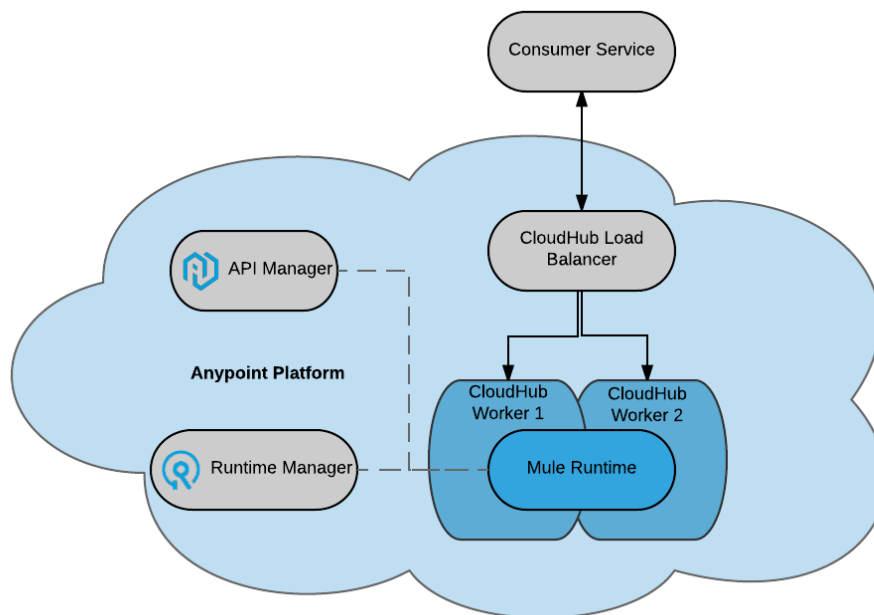 Consumer Service
CloudHub Load
Balancer
API Manager
Anypoint Platform
CloudHub
Worker 1
CloudHub
Worker 2
Runtime Manager
Mule Runtime